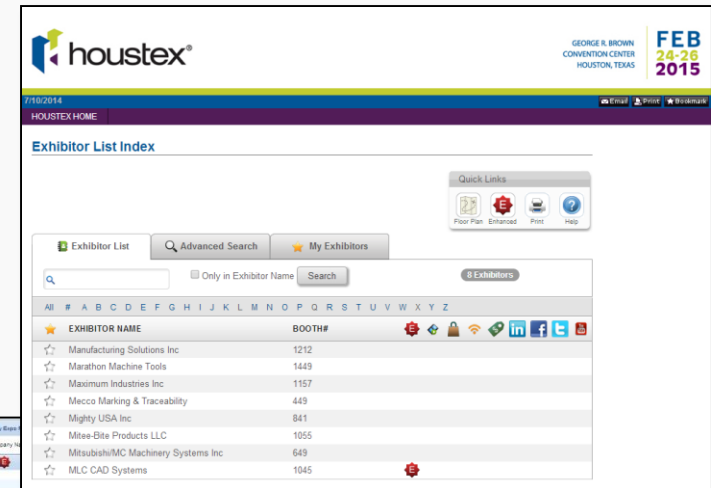 houstex®
GEORGE R. BROWN
CONVENTION CENTER
HOUSTON, TEXAS
FEB
24-26
2015
7/10/2014
Email Print Bookmark
HOUSTEX HOME
Exhibitor List Index
Quick Links
Floor Plan Enhanced Print Help
Exhibitor List Advanced Search My Exhibitors
Only in Exhibitor Name Search 8 Exhibitors
All # A B C D E F G H I J K L M N O P Q R S T U V W X Y Z
EXHIBITOR NAME BOOTH#
Manufacturing Solutions Inc 1212
Marathon Machine Tools 1449
Maximum Industries Inc 1157
Mecco Marking & Traceability 449
Mighty USA Inc 841
Mitee-Bite Products LLC 1055
Mitsubishi/MC Machinery Systems Inc 649
MLC CAD Systems 1045